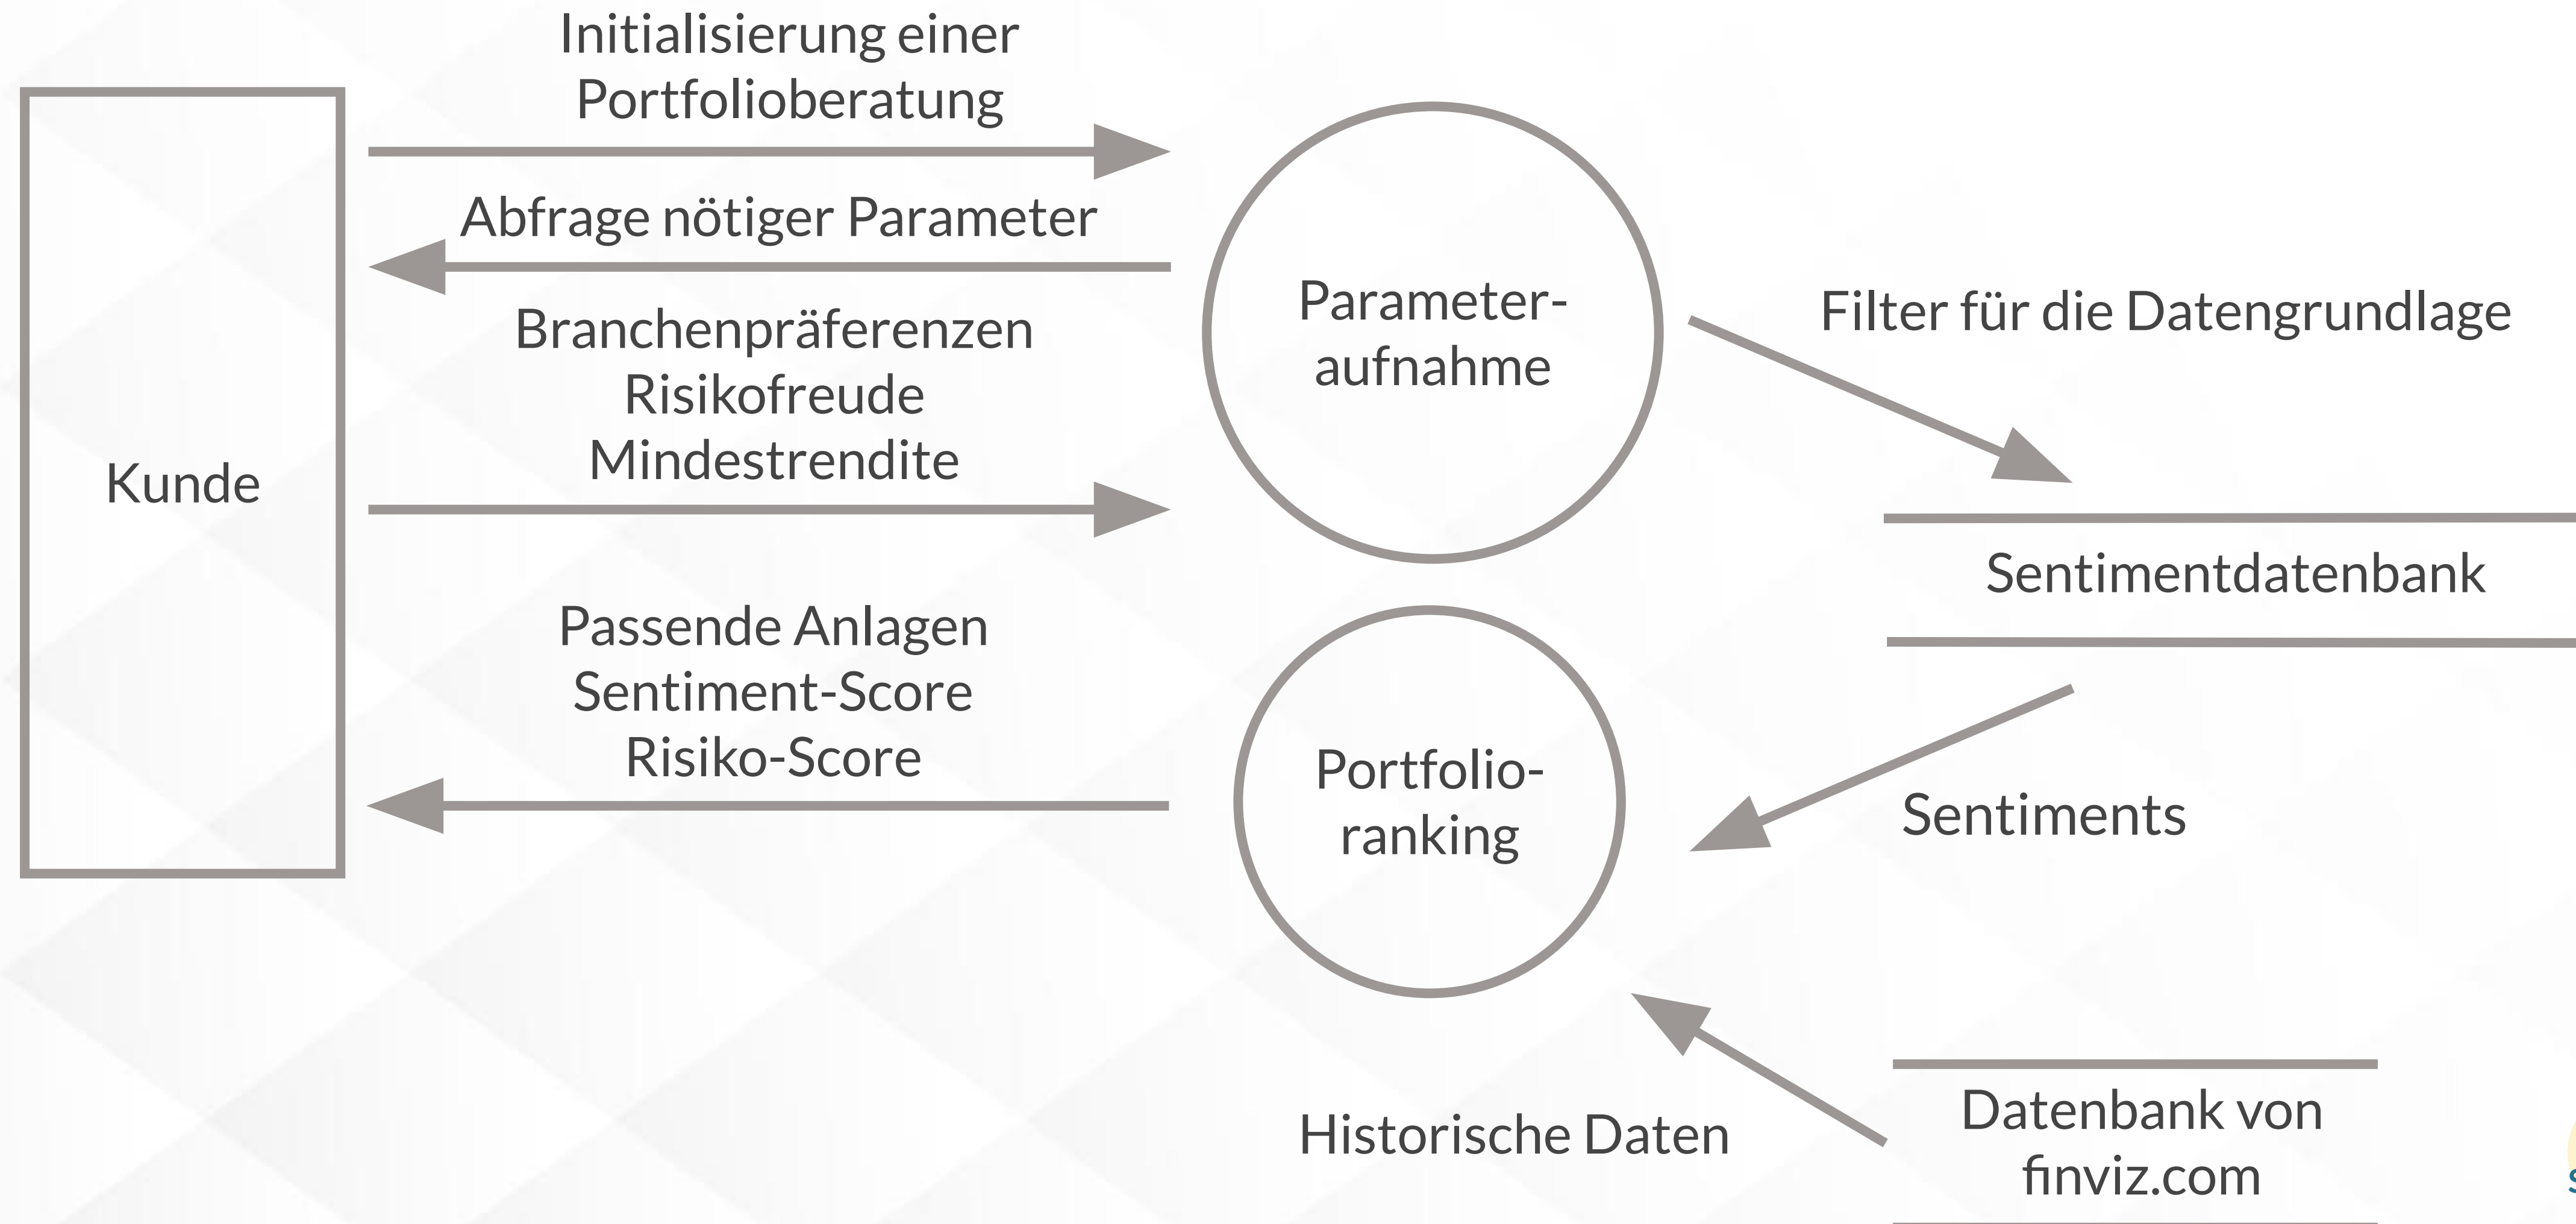 Initialisierung einer
Portfolioberatung
Abfrage nötiger Parameter
Branchenpräferenzen
Risikofreude
Mindestrendite
Kunde
Parameter-
aufnahme
Filter für die Datengrundlage
Sentimentdatenbank
Passende Anlagen
Sentiment-Score
Risiko-Score
Portfolio-
ranking
Sentiments
Historische Daten
Datenbank von
finviz.com